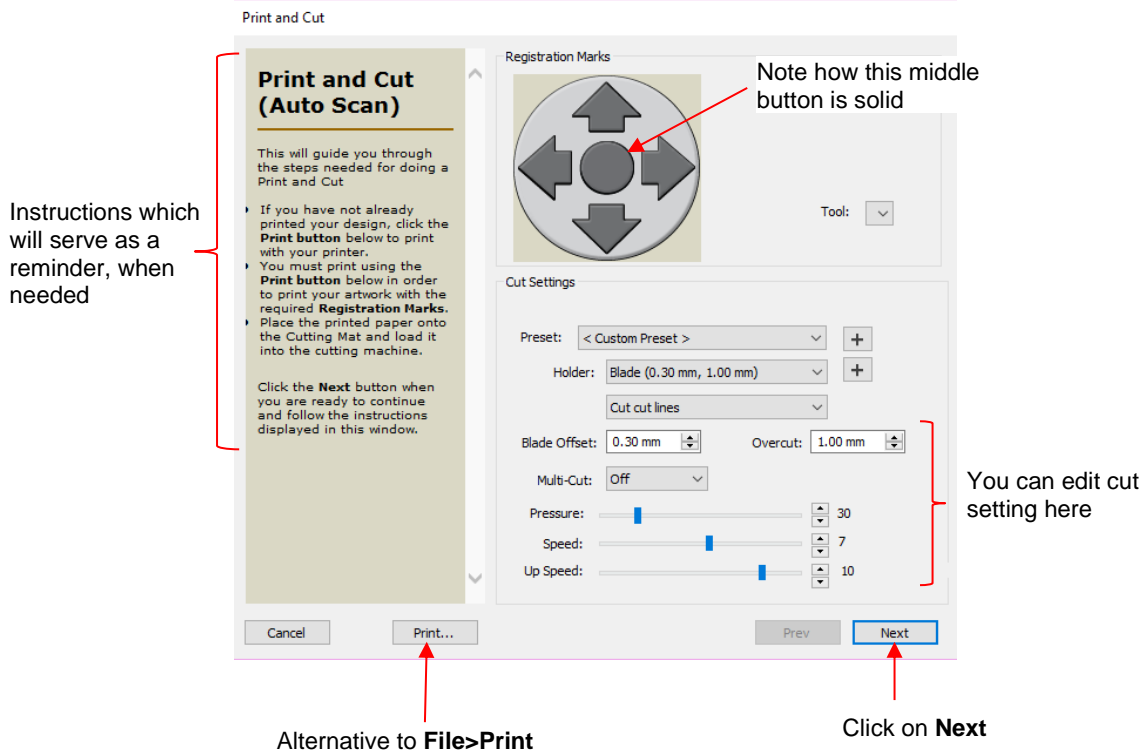 Print and Cut
Instructions which
will serve as a
reminder, when
needed
Print and Cut
(Auto Scan)
This will guide you through
the steps needed for doing a
Print and Cut
• If you have not already
printed your design, click the
Print button below to print
with your printer.
• You must print using the
Print button below in order
to print your artwork with the
required Registration Marks.
• Place the printed paper onto
the Cutting Mat and load it
into the cutting machine.
Click the Next button when
you are ready to continue
and follow the instructions
displayed in this window.
Registration Marks
Note how this middle
button is solid
Tool:
Cut Settings
Preset: < Custom Preset > +
Holder: Blade (0.30 mm, 1.00 mm) +
Cut cut lines
Blade Offset: 0.30 mm Overcut: 1.00 mm
Multi-Cut: Off
Pressure: 30
Speed: 7
Up Speed: 10
You can edit cut
setting here
Cancel Print... Prev Next
Alternative to File>Print
Click on Next